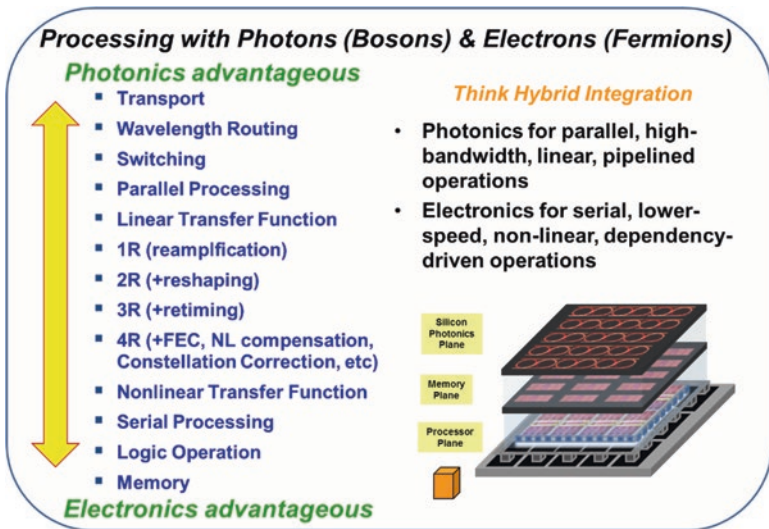 Processing with Photons (Bosons) & Electrons (Fermions)
Photonics advantageous
Transport
Wavelength Routing
Switching
Parallel Processing
Linear Transfer Function
1R (reamplfication)
2R (+reshaping)
3R (+retiming)
4R (+FEC, NL compensation,
Constellation Correction, etc)
Nonlinear Transfer Function
Serial Processing
Logic Operation
Memory
Electronics advantageous
Think Hybrid Integration
• Photonics for parallel, high-
bandwidth, linear, pipelined
operations
• Electronics for serial, lower-
speed, non-linear, dependency-
driven operations
Silicon
Photonics
Plane
Memory
Plane
Processor
Plane